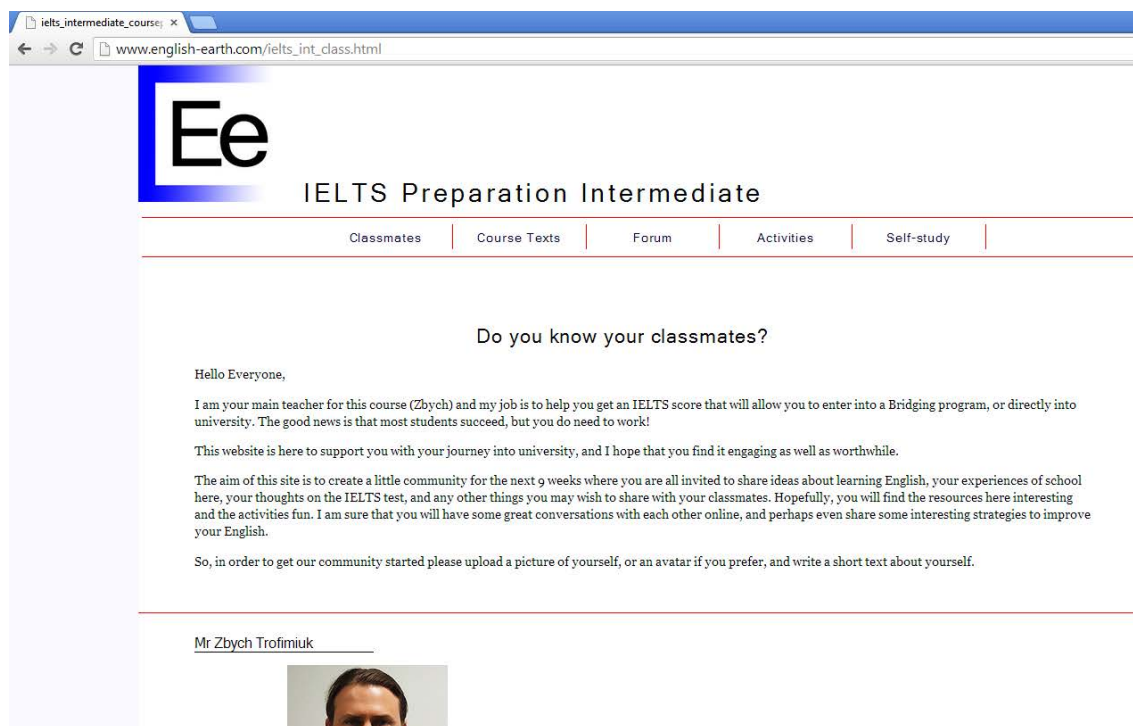 ielts_intermediate_course
www.english-earth.com/ielts_int_class.html
Ee
IELTS Preparation Intermediate
Classmates Course Texts Forum Activities Self-study
Do you know your classmates?
Hello Everyone,
I am your main teacher for this course (Zbych) and my job is to help you get an IELTS score that will allow you to enter into a Bridging program, or directly into
university. The good news is that most students succeed, but you do need to work!
This website is here to support you with your journey into university, and I hope that you find it engaging as well as worthwhile.
The aim of this site is to create a little community for the next 9 weeks where you are all invited to share ideas about learning English, your experiences of school
here, your thoughts on the IELTS test, and any other things you may wish to share with your classmates. Hopefully, you will find the resources here interesting
and the activities fun. I am sure that you will have some great conversations with each other online, and perhaps even share some interesting strategies to improve
your English.
So, in order to get our community started please upload a picture of yourself, or an avatar if you prefer, and write a short text about yourself.
Mr Zbych Trofimiuk